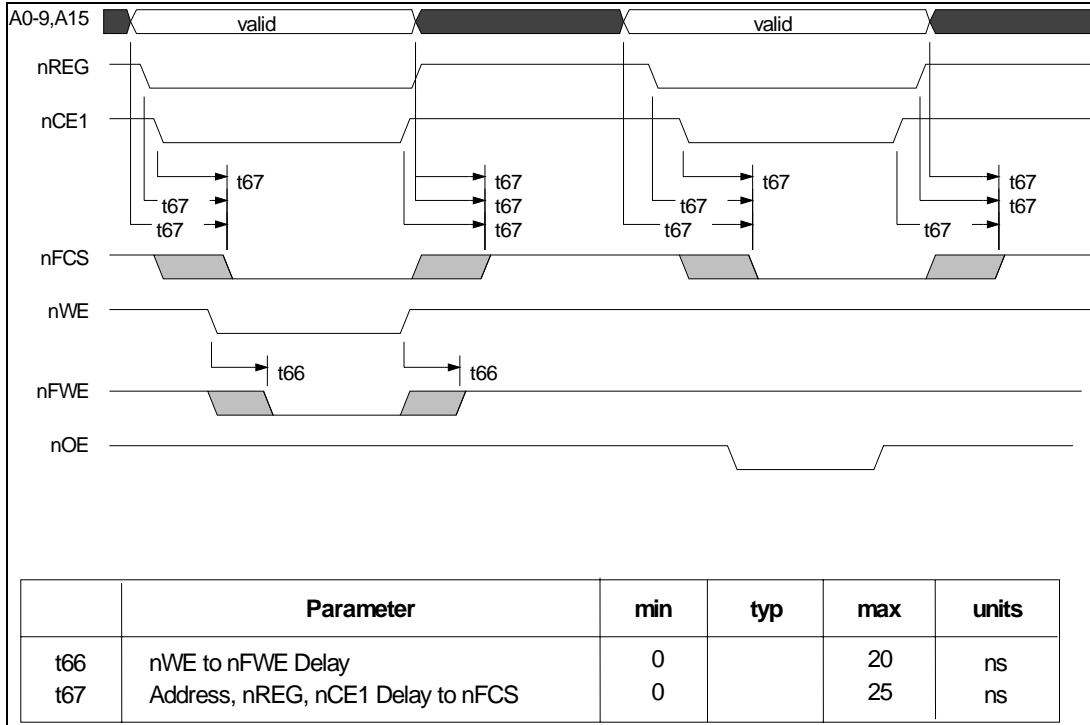 A0-9,A15 valid valid
nREG
nCE1
t67 t67 t67 t67
t67 t67 t67 t67
t67 t67 t67 t67
nFCS
nWE
t66 t66
nFWE
nOE
Parameter min typ max units
t66 nWE to nFWE Delay 0 20 ns
t67 Address, nREG, nCE1 Delay to nFCS 0 25 ns